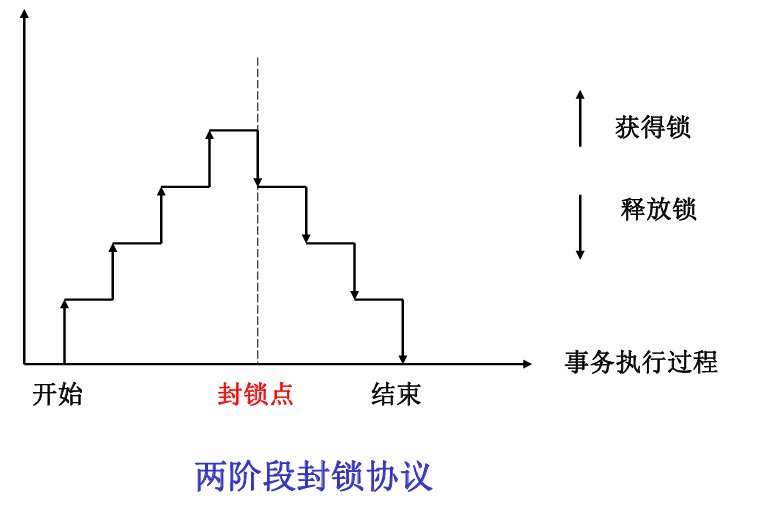 获得锁
释放锁
事务执行过程
开始
封锁点
结束
两阶段封锁协议